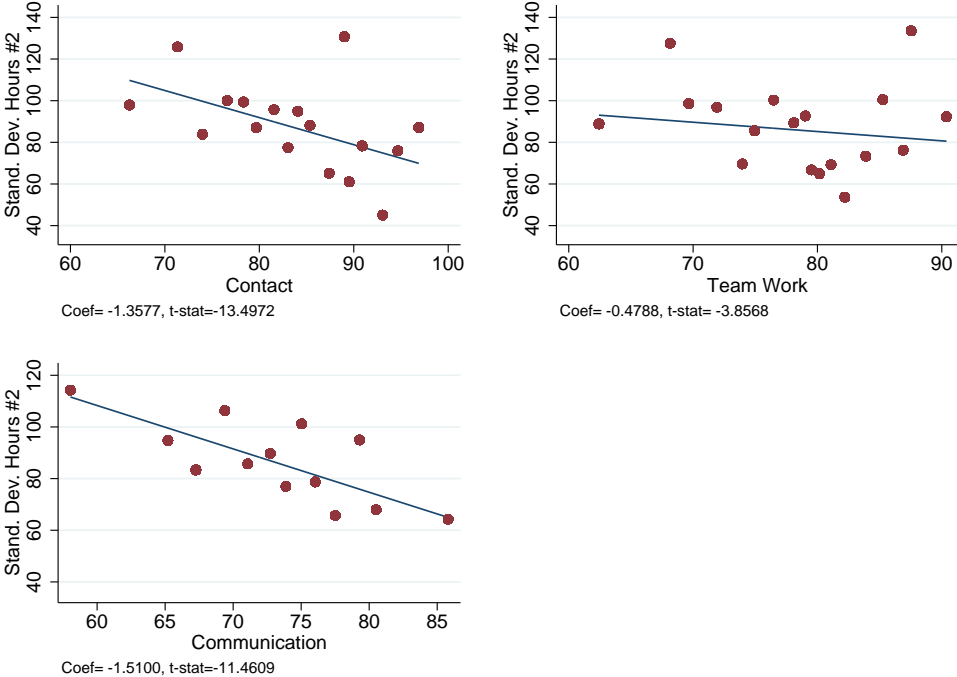 Stand. Dev. Hours #2
140
120
100
80
60
40
60 70 80 90 100
Contact
Coef= -1.3577, t-stat=-13.4972
Stand. Dev. Hours #2
140
120
100
80
60
40
60 70 80 90
Team Work
Coef= -0.4788, t-stat= -3.8568
Stand. Dev. Hours #2
120
100
80
60
40
60 65 70 75 80 85
Communication
Coef= -1.5100, t-stat=-11.4609